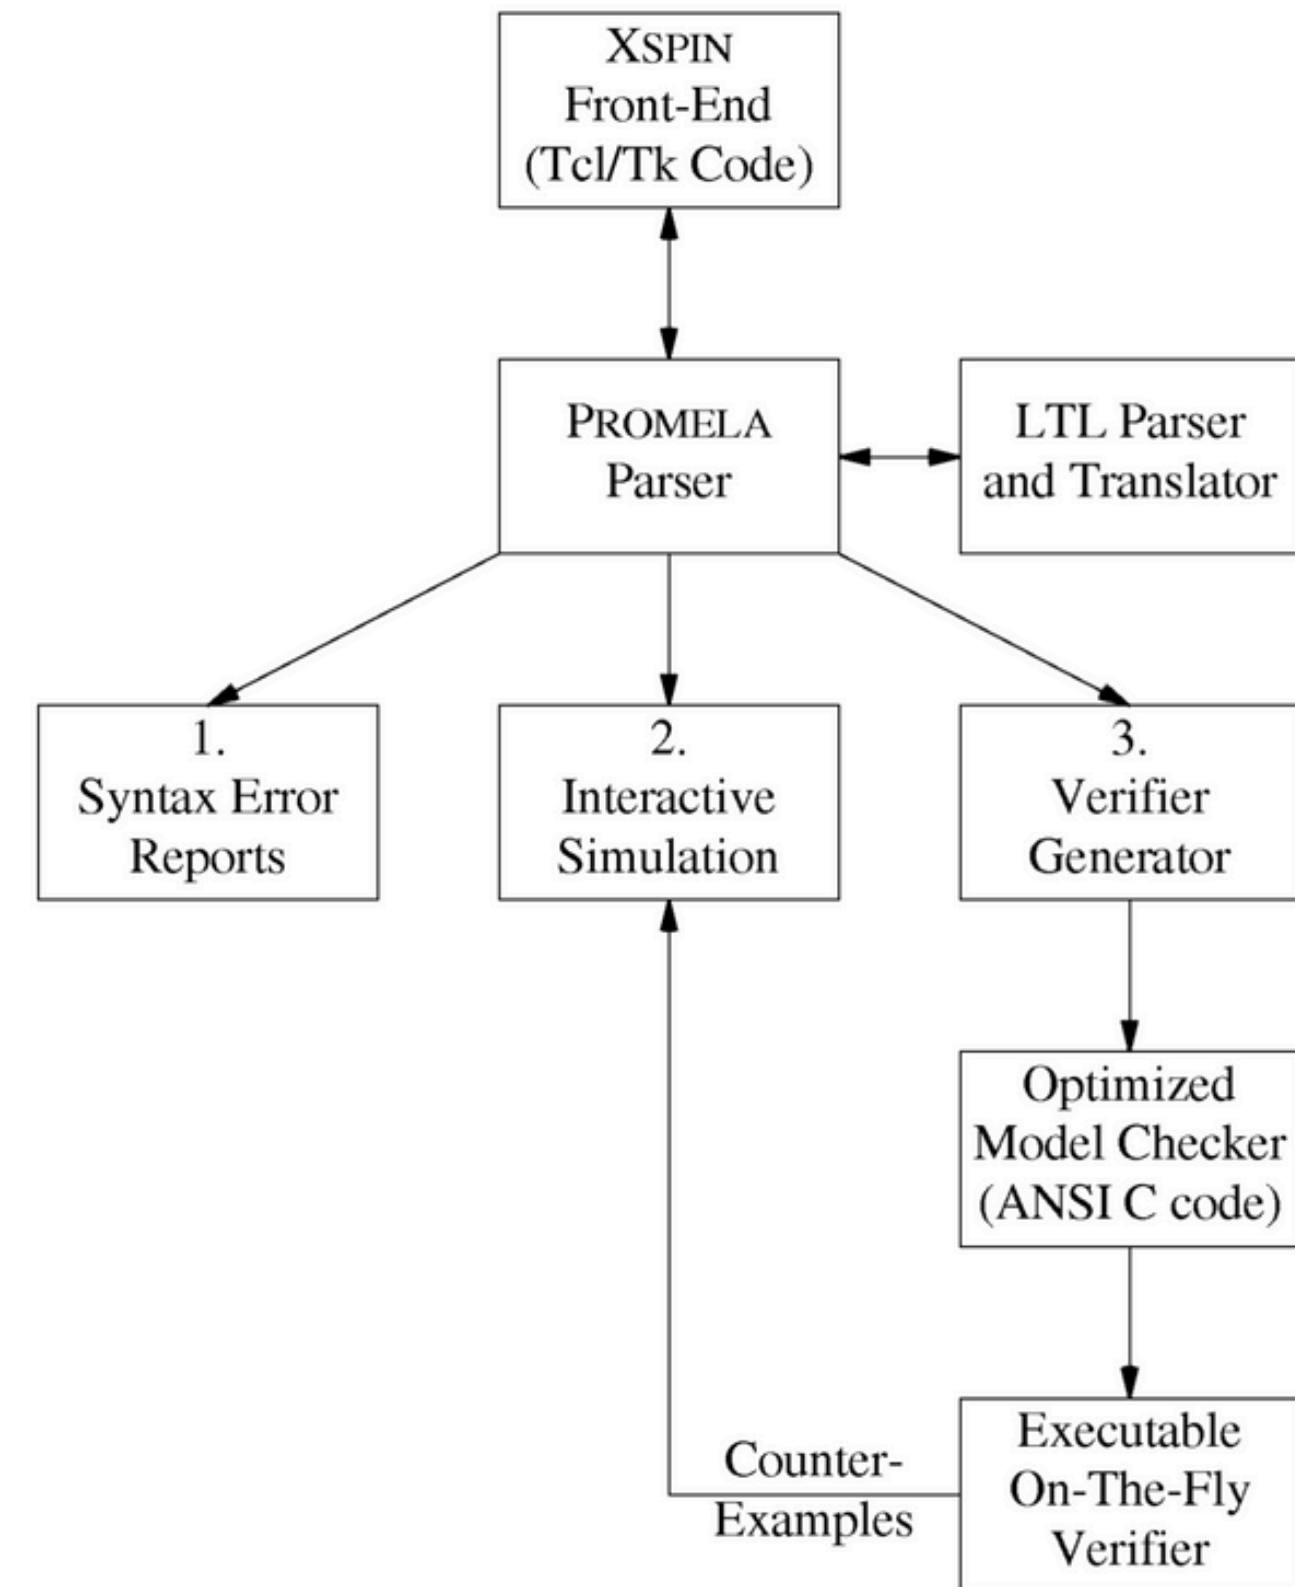 XSPIN
Front-End
(Tcl/Tk Code)
PROMELA
Parser
LTL Parser
and Translator
1.
Syntax Error
Reports
2.
Interactive
Simulation
3.
Verifier
Generator
Optimized
Model Checker
(ANSI C code)
Counter-
Examples
Executable
On-The-Fly
Verifier